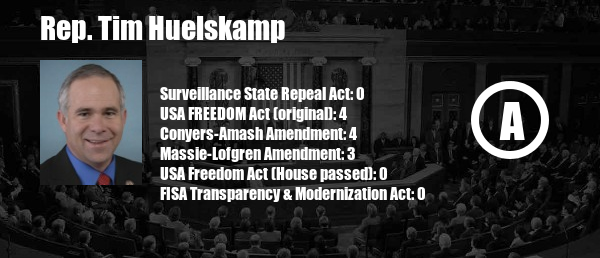 Rep. Tim Huelskamp
Surveillance State Repeal Act: 0
USA FREEDOM Act (original): 4
Conyers-Amash Amendment: 4
Massie-Lofgren Amendment: 3
USA Freedom Act (House passed): 0
FISA Transparency & Modernization Act: 0
A